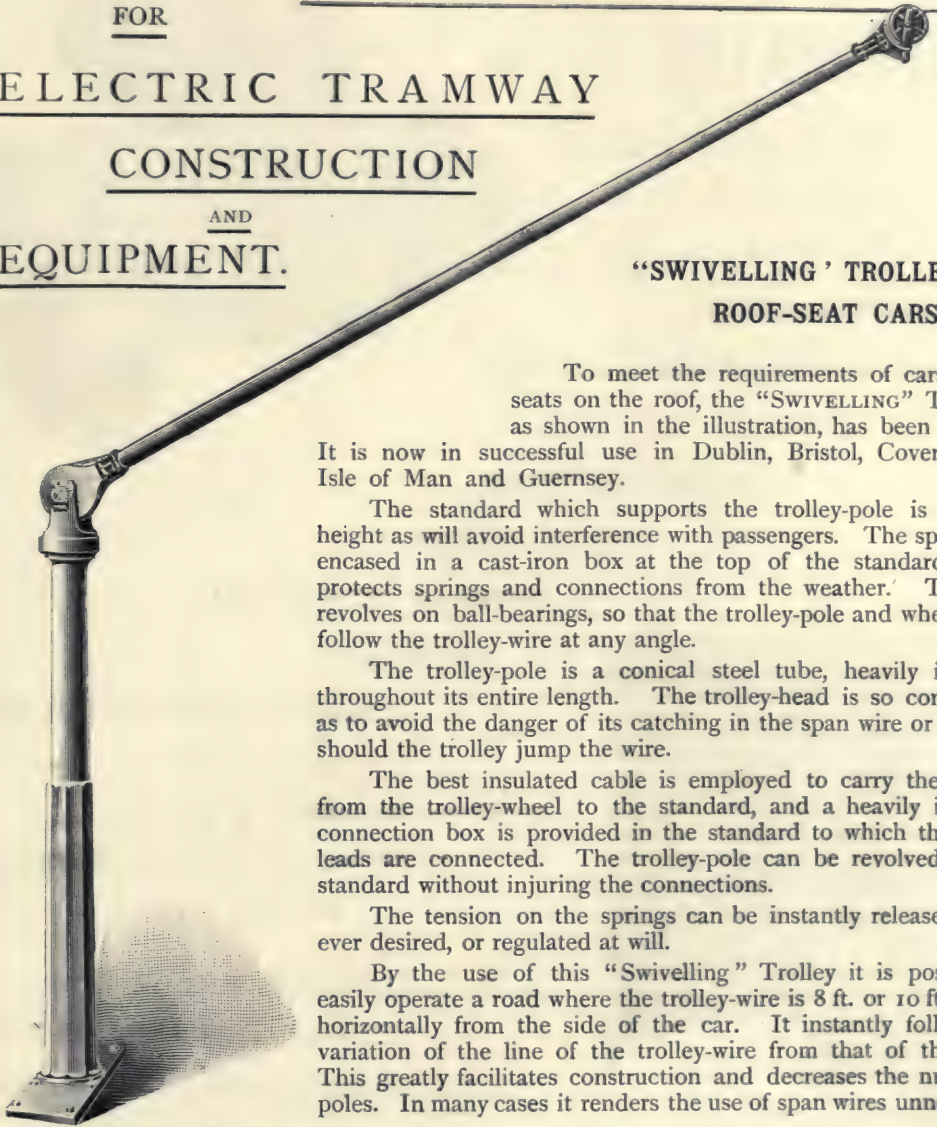 FOR
ELECTRIC TRAMWAY
CONSTRUCTION
AND
EQUIPMENT.
“SWIVELLING ’ TROLLE
ROOF-SEAT CARS
To meet the requirements of car
seats on the roof, the “SWIVELLING” T
as shown in the illustration, has been
It is now in successful use in Dublin, Bristol, Cover
Isle of Man and Guernsey.
The standard which supports the trolley-pole is
height as will avoid interference with passengers. The sp
encased in a cast-iron box at the top of the standard
protects springs and connections from the weather. T
revolves on ball-bearings, so that the trolley-pole and whe
follow the trolley-wire at any angle.
The trolley-pole is a conical steel tube, heavily i
throughout its entire length. The trolley-head is so con
as to avoid the danger of its catching in the span wire or
should the trolley jump the wire.
The best insulated cable is employed to carry the
from the trolley-wheel to the standard, and a heavily i
connection box is provided in the standard to which th
leads are connected. The trolley-pole can be revolved
standard without injuring the connections.
The tension on the springs can be instantly release
ever desired, or regulated at will.
By the use of this “Swivelling” Trolley it is pos
easily operate a road where the trolley-wire is 8 ft. or 10 ft
horizontally from the side of the car. It instantly foll
variation of the line of the trolley-wire from that of th
This greatly facilitates construction and decreases the nu
poles. In many cases it renders the use of span wires unn